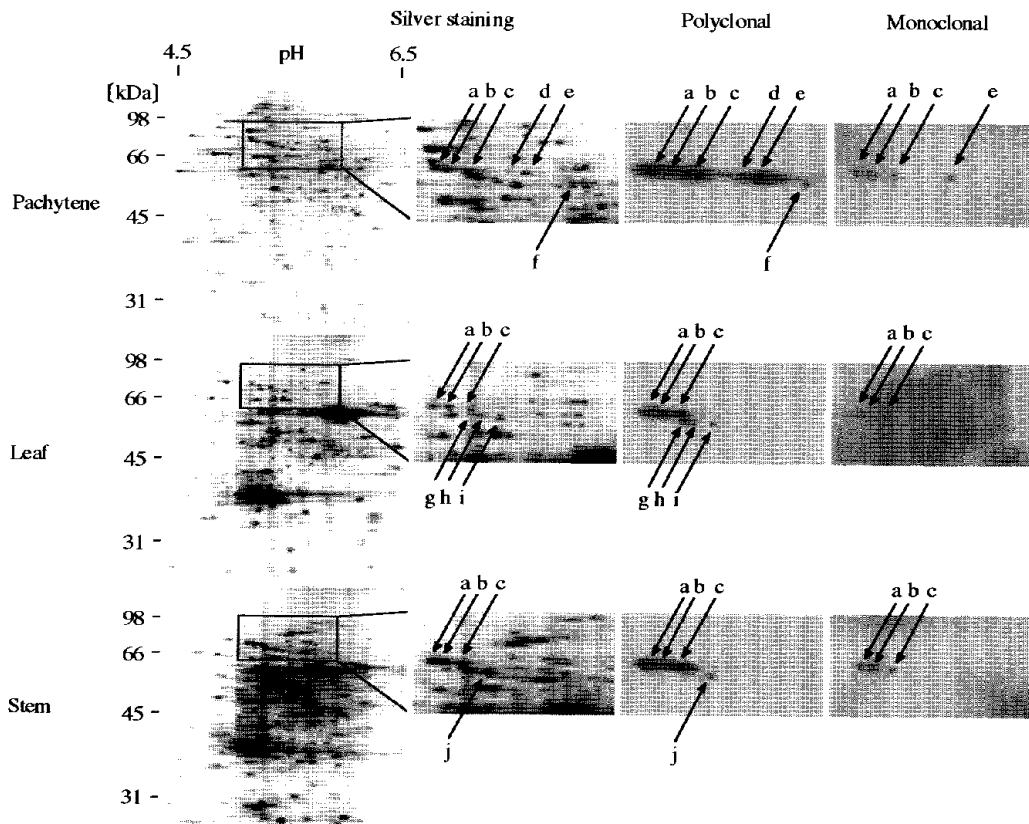 Silver staining Polyclonal Monoclonal
4.5 pH 6.5
[kDa]
a b c d e a b c d e a b c e
98
66
Pachytene
45
f f
31
a b c a b c a b c
98
66
Leaf
45
g h i g h i
31
a b c a b c a b c
98
66
Stem
45
j j
31